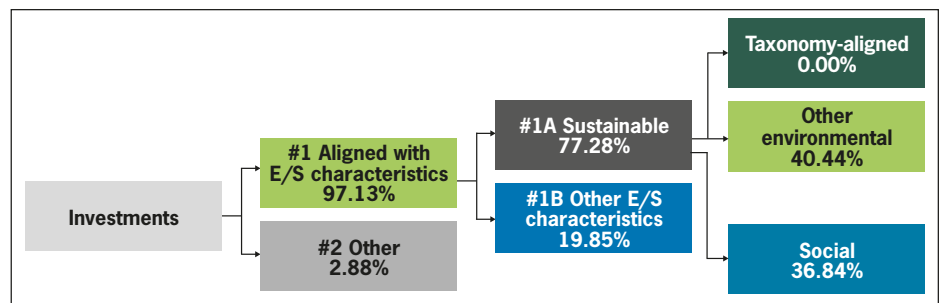 Investments
#1 Aligned with
E/S characteristics
97.13%
#2 Other
2.88%
#1A Sustainable
77.28%
#1B Other E/S
characteristics
19.85%
Taxonomy-aligned
0.00%
Other
environmental
40.44%
Social
36.84%